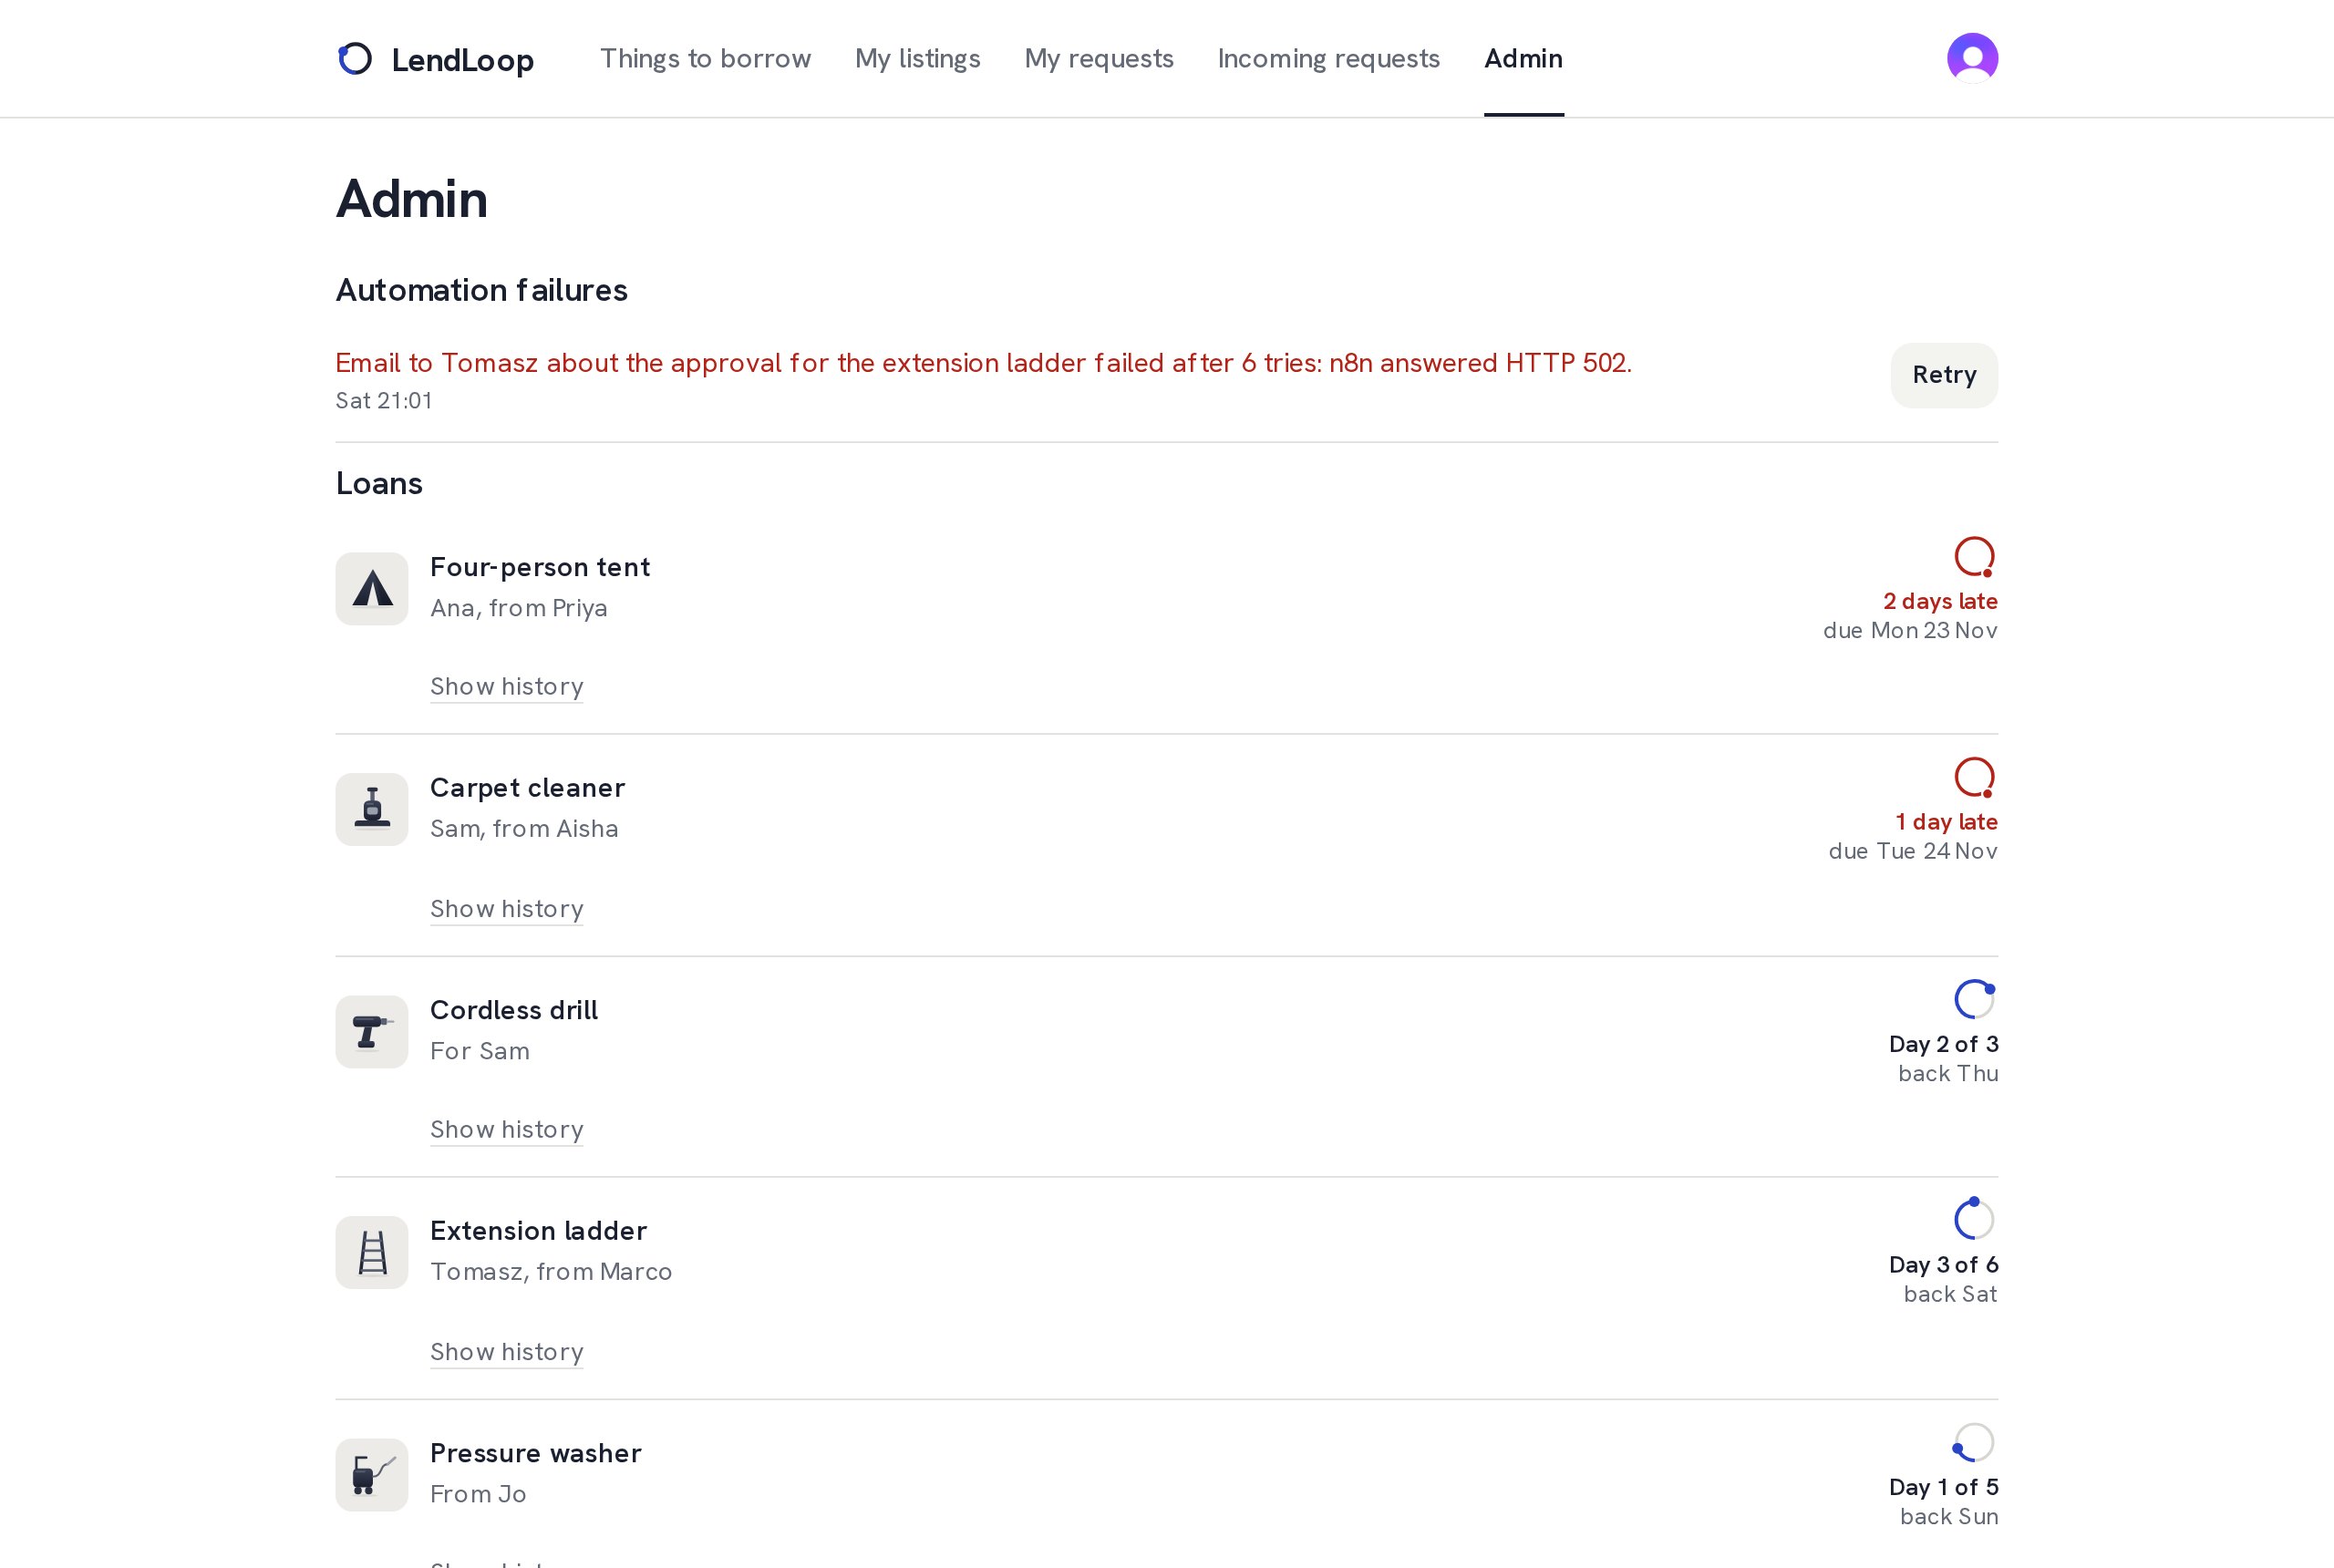 LendLoop
Things to borrow
My listings
My requests
Incoming requests
Admin
Admin
Automation failures
Email to Tomasz about the approval for the extension ladder failed after 6 tries: n8n answered HTTP 502.
Sat 21:01
Retry
Loans
Four-person tent
Ana, from Priya
2 days late
due Mon 23 Nov
Show history
Carpet cleaner
Sam, from Aisha
1 day late
due Tue 24 Nov
Show history
Cordless drill
For Sam
Day 2 of 3
back Thu
Show history
Extension ladder
Tomasz, from Marco
Day 3 of 6
back Sat
Show history
Pressure washer
From Jo
Day 1 of 5
back Sun